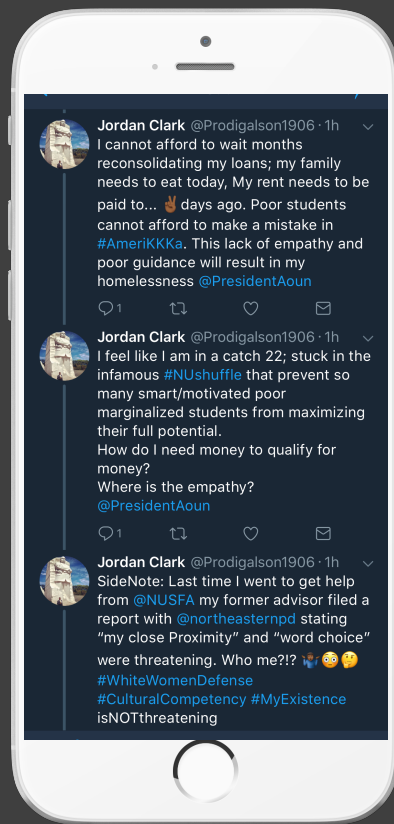 Jordan Clark @Prodigalson1906 · 1h
I cannot afford to wait months
reconsolidating my loans; my family
needs to eat today, My rent needs to be
paid to... ✌🏾 days ago. Poor students
cannot afford to make a mistake in
#AmeriKKKa. This lack of empathy and
poor guidance will result in my
homelessness @PresidentAoun
1
Jordan Clark @Prodigalson1906 · 1h
I feel like I am in a catch 22; stuck in the
infamous #NUshuffle that prevent so
many smart/motivated poor
marginalized students from maximizing
their full potential.
How do I need money to qualify for
money?
Where is the empathy?
@PresidentAoun
1
Jordan Clark @Prodigalson1906 · 1h
SideNote: Last time I went to get help
from @NUSFA my former advisor filed a
report with @northeasternpd stating
“my close Proximity” and “word choice”
were threatening. Who me?!? 🤷🏾‍♂️😳🤔
#WhiteWomenDefense
#CulturalCompetency #MyExistence
isNOTthreatening